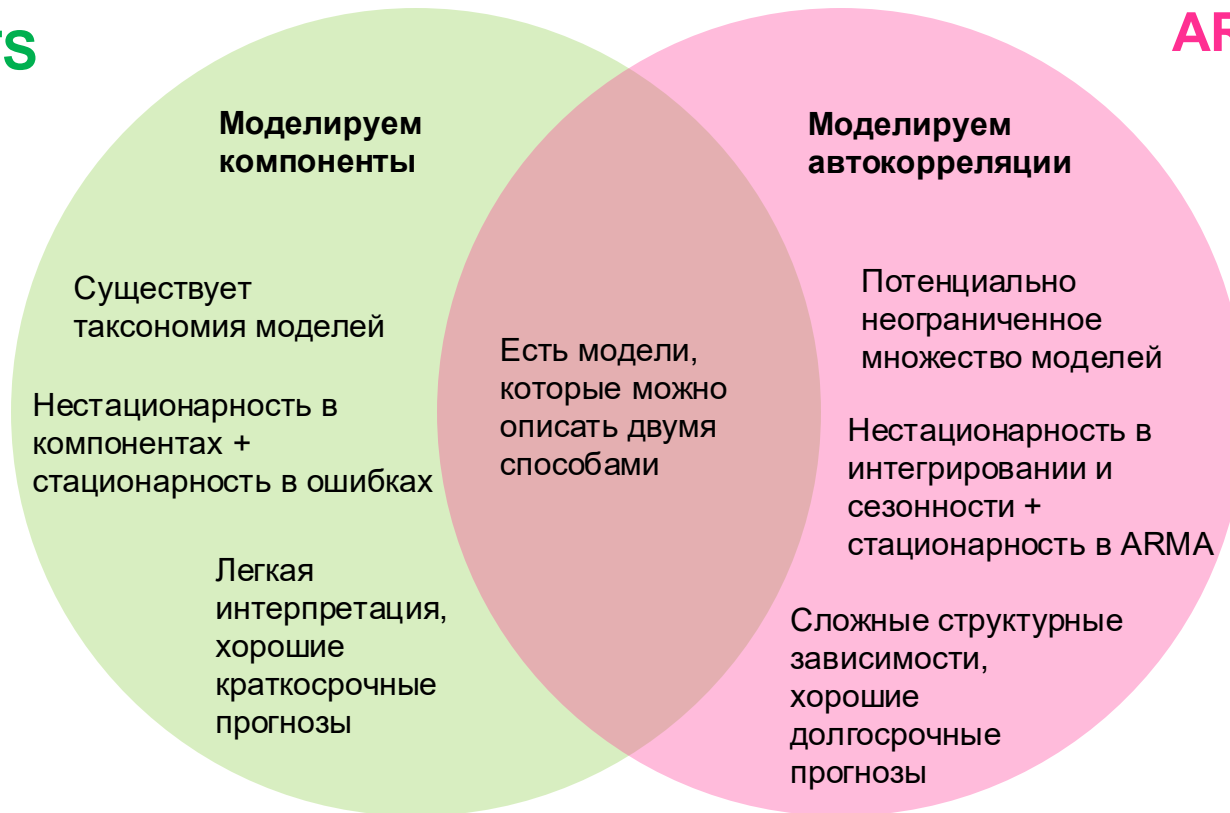 TS
AR
Моделируем
компоненты
Существует
таксономия моделей
Нестационарность в
компонентах +
стационарность в ошибках
Легкая
интерпретация,
хорошие
краткосрочные
прогнозы
Есть модели,
которые можно
описать двумя
способами
Моделируем
автокорреляции
Потенциально
неограниченное
множество моделей
Нестационарность в
интегрировании и
сезонности +
стационарность в ARMA
Сложные структурные
зависимости,
хорошие
долгосрочные
прогнозы